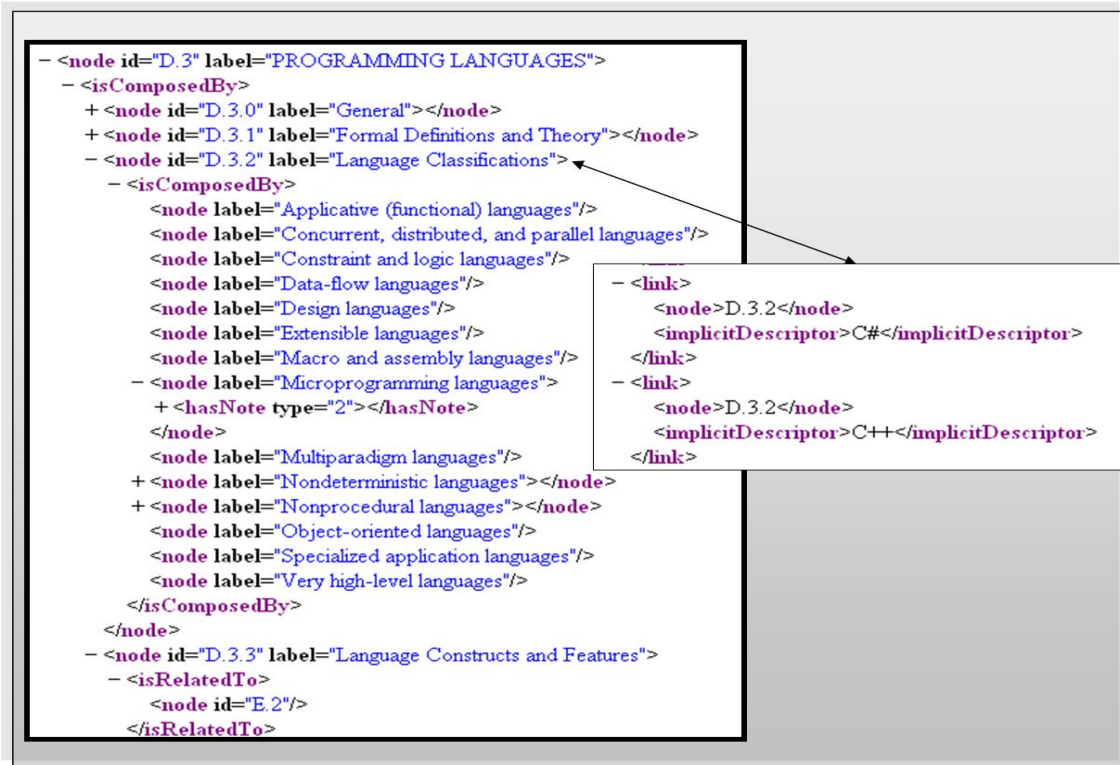 − <node id="D.3" label="PROGRAMMING LANGUAGES">
− <isComposedBy>
+ <node id="D.3.0" label="General"></node>
+ <node id="D.3.1" label="Formal Definitions and Theory"></node>
− <node id="D.3.2" label="Language Classifications">
− <isComposedBy>
<node label="Applicative (functional) languages"/>
<node label="Concurrent, distributed, and parallel languages"/>
<node label="Constraint and logic languages"/>
<node label="Data-flow languages"/>
<node label="Design languages"/>
<node label="Extensible languages"/>
<node label="Macro and assembly languages"/>
− <node label="Microprogramming languages">
+ <hasNote type="2"></hasNote>
</node>
<node label="Multiparadigm languages"/>
+ <node label="Nondeterministic languages"></node>
+ <node label="Nonprocedural languages"></node>
<node label="Object-oriented languages"/>
<node label="Specialized application languages"/>
<node label="Very high-level languages"/>
</isComposedBy>
</node>
− <node id="D.3.3" label="Language Constructs and Features">
− <isRelatedTo>
<node id="E.2"/>
</isRelatedTo>
− <link>
<node>D.3.2</node>
<implicitDescriptor>C#</implicitDescriptor>
</link>
− <link>
<node>D.3.2</node>
<implicitDescriptor>C++</implicitDescriptor>
</link>